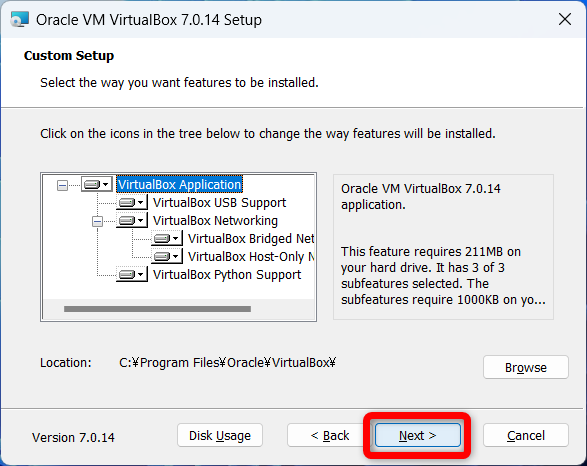 Oracle VM VirtualBox 7.0.14 Setup
Custom Setup
Select the way you want features to be installed.
Click on the icons in the tree below to change the way features will be installed.
VirtualBox Application
VirtualBox USB Support
VirtualBox Networking
VirtualBox Bridged Net
VirtualBox Host-Only N
VirtualBox Python Support
Oracle VM VirtualBox 7.0.14
application.
This feature requires 211MB on
your hard drive. It has 3 of 3
subfeatures selected. The
subfeatures require 1000KB on yo...
Location: C:¥Program Files¥Oracle¥VirtualBox¥
Browse
Version 7.0.14
Disk Usage
< Back
Next >
Cancel